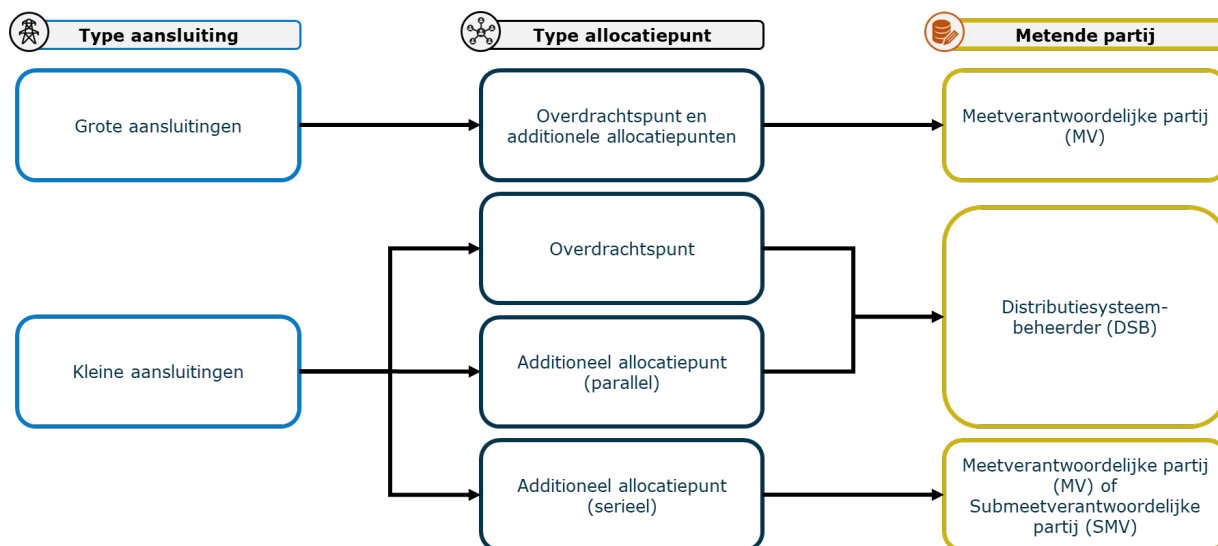 Type aansluiting
Type allocatiepunt
Metende partij
Grote aansluitingen
Overdrachtspunt en
additionele allocatiepunten
Meetverantwoordelijke partij
(MV)
Overdrachtspunt
Distributiesysteem-
beheerder (DSB)
Kleine aansluitingen
Additioneel allocatiepunt
(parallel)
Additioneel allocatiepunt
(serieel)
Meetverantwoordelijke partij
(MV) of
Submeetverantwoordelijke
partij (SMV)